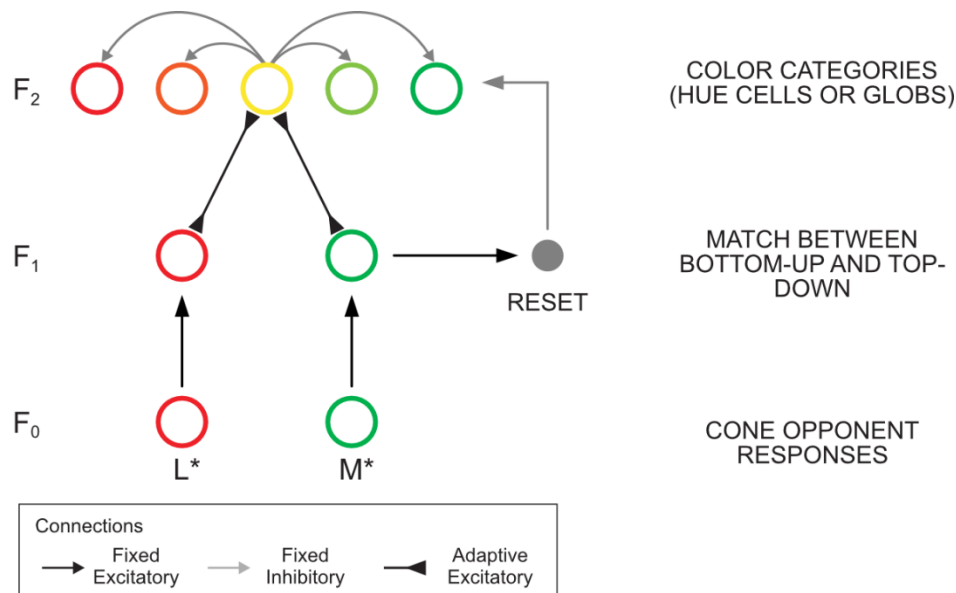 F₂
COLOR CATEGORIES
(HUE CELLS OR GLOBS)
F₁
RESET
MATCH BETWEEN
BOTTOM-UP AND TOP-
DOWN
F₀
L*
M*
CONE OPPONENT
RESPONSES
Connections
Fixed
Excitatory
Fixed
Inhibitory
Adaptive
Excitatory